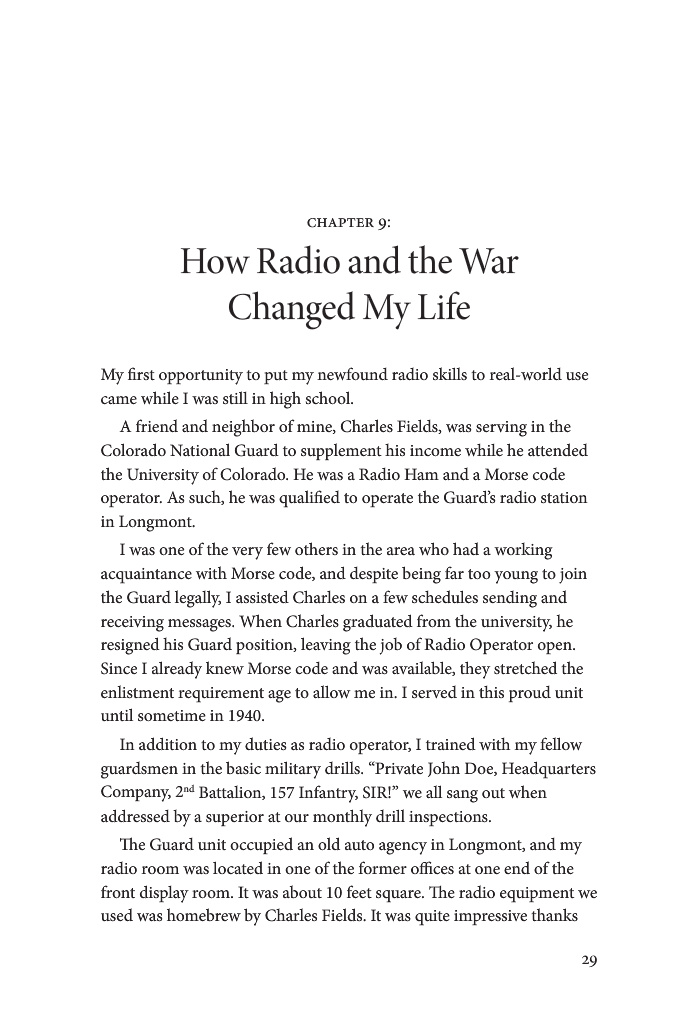 CHAPTER 9:
How Radio and the War
Changed My Life
My first opportunity to put my newfound radio skills to real-world use
came while I was still in high school.
A friend and neighbor of mine, Charles Fields, was serving in the
Colorado National Guard to supplement his income while he attended
the University of Colorado. He was a Radio Ham and a Morse code
operator. As such, he was qualified to operate the Guard’s radio station
in Longmont.
I was one of the very few others in the area who had a working
acquaintance with Morse code, and despite being far too young to join
the Guard legally, I assisted Charles on a few schedules sending and
receiving messages. When Charles graduated from the university, he
resigned his Guard position, leaving the job of Radio Operator open.
Since I already knew Morse code and was available, they stretched the
enlistment requirement age to allow me in. I served in this proud unit
until sometime in 1940.
In addition to my duties as radio operator, I trained with my fellow
guardsmen in the basic military drills. “Private John Doe, Headquarters
Company, 2nd Battalion, 157 Infantry, SIR!” we all sang out when
addressed by a superior at our monthly drill inspections.
The Guard unit occupied an old auto agency in Longmont, and my
radio room was located in one of the former offices at one end of the
front display room. It was about 10 feet square. The radio equipment we
used was homebrew by Charles Fields. It was quite impressive thanks
29